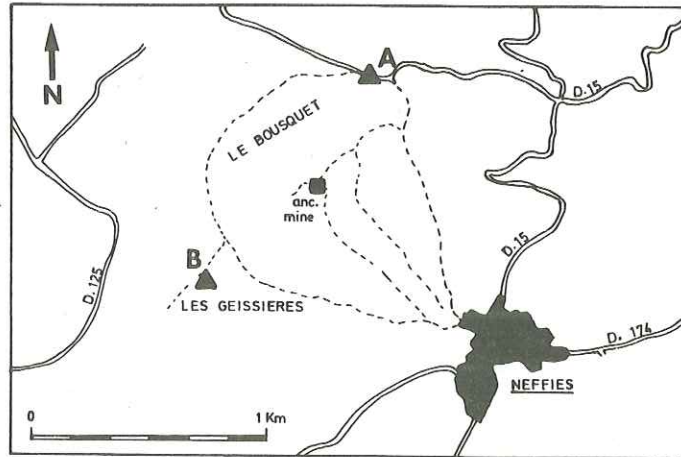 N
A
D. 15
LE BOUSQUET
anc.
mine
B
LES GEISSIERES
D. 125
D. 15
D. 174
NEFFIES
0
1 Km